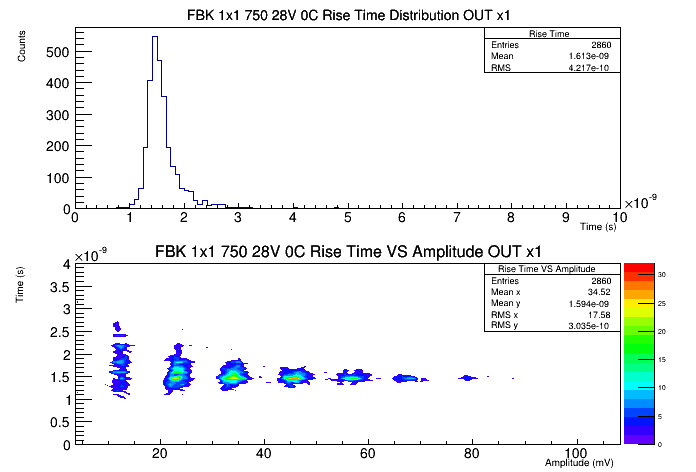 FBK 1x1 750 28V 0C Rise Time Distribution OUT x1
Counts
Rise Time
Entries 2860
Mean 1.613e-09
RMS 4.217e-10
500
400
300
200
100
0
0 1 2 3 4 5 6 7 8 9 10
×10-9
Time (s)
FBK 1x1 750 28V 0C Rise Time VS Amplitude OUT x1
×10-9
Time (s)
Rise Time VS Amplitude
Entries 2860
Mean x 34.52
Mean y 1.594e-09
RMS x 17.58
RMS y 3.035e-10
4
3.5
3
2.5
2
1.5
1
0.5
0
20 40 60 80 100
Amplitude (mV)
30
25
20
15
10
5
0